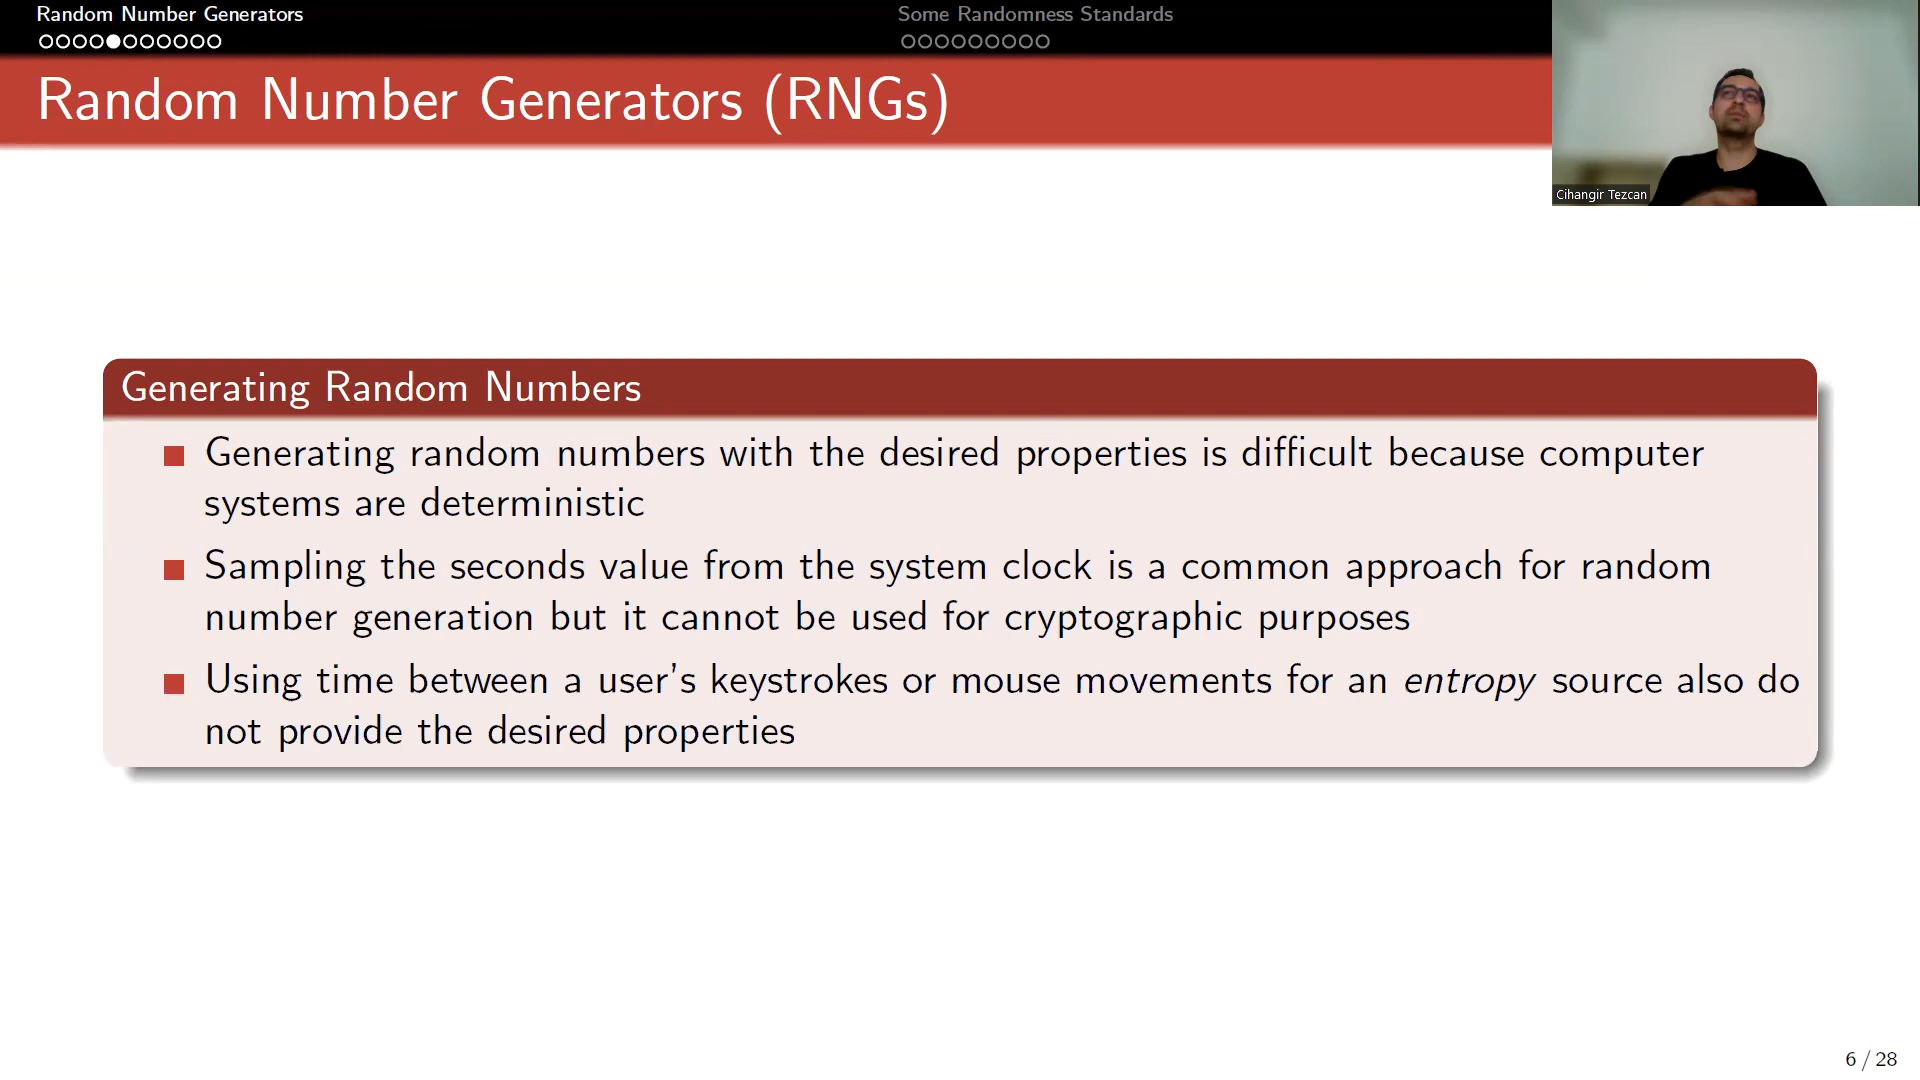 Random Number Generators
Some Randomness Standards
Random Number Generators (RNGs)
Cihangir Tezcan
Generating Random Numbers
Generating random numbers with the desired properties is difficult because computer
systems are deterministic
Sampling the seconds value from the system clock is a common approach for random
number generation but it cannot be used for cryptographic purposes
Using time between a user's keystrokes or mouse movements for an entropy source also do
not provide the desired properties
6 / 28